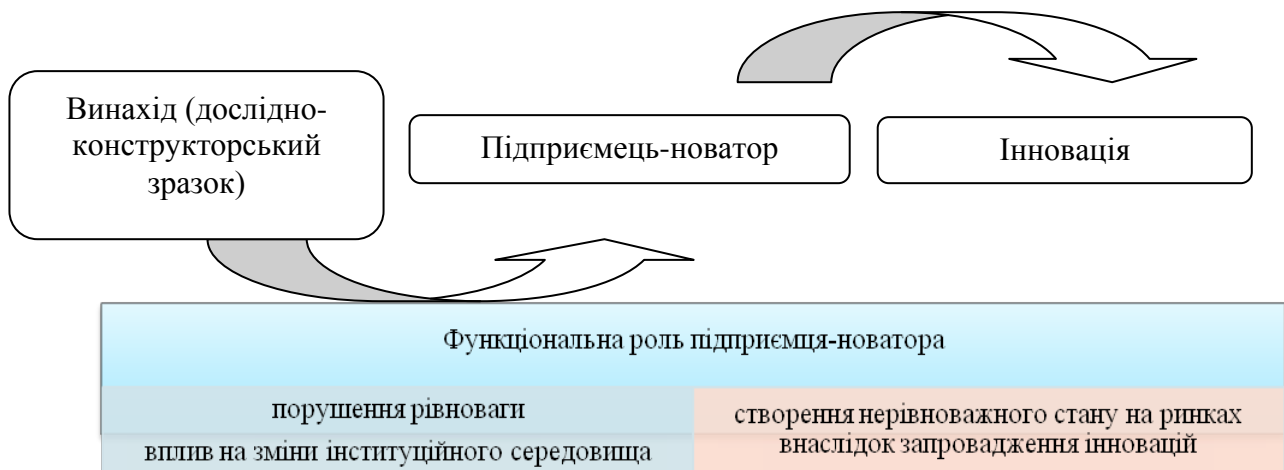 Винахід (дослідно-
конструкторський
зразок)
Підприємець-новатор
Інновація
Функціональна роль підприємця-новатора
порушення рівноваги
вплив на зміни інституційного середовища
створення нерівноважного стану на ринках
внаслідок запровадження інновацій